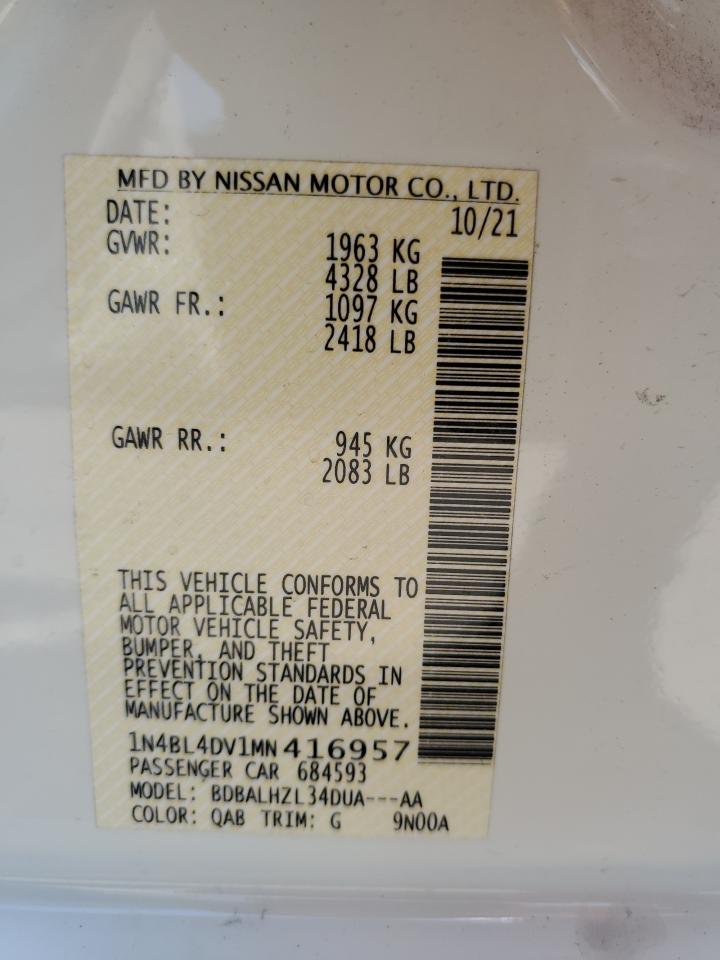 MFD BY NISSAN MOTOR CO., LTD.
DATE: 10/21
GVWR: 1963 KG
4328 LB
GAWR FR.: 1097 KG
2418 LB
GAWR RR.: 945 KG
2083 LB
THIS VEHICLE CONFORMS TO
ALL APPLICABLE FEDERAL
MOTOR VEHICLE SAFETY,
BUMPER, AND THEFT
PREVENTION STANDARDS IN
EFFECT ON THE DATE OF
MANUFACTURE SHOWN ABOVE.
1N4BL4DV1MN416957
PASSENGER CAR 684593
MODEL: BDBALHZL34DUA---AA
COLOR: QAB TRIM: G 9N00A